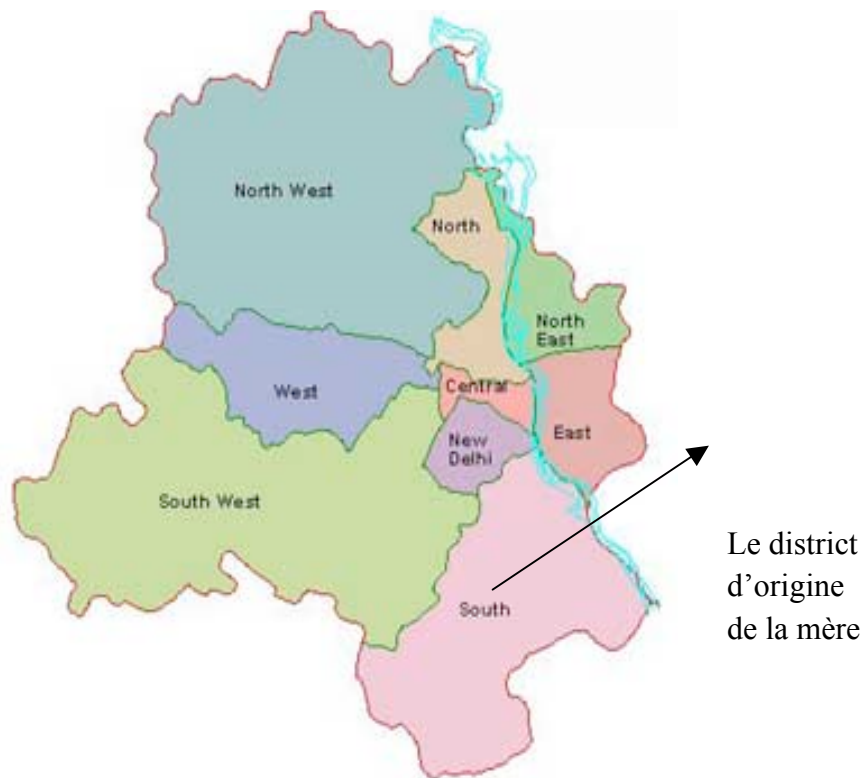 North West
North
North
East
West
Central
New
Delhi
East
South West
South
Le district
d'origine
de la mère